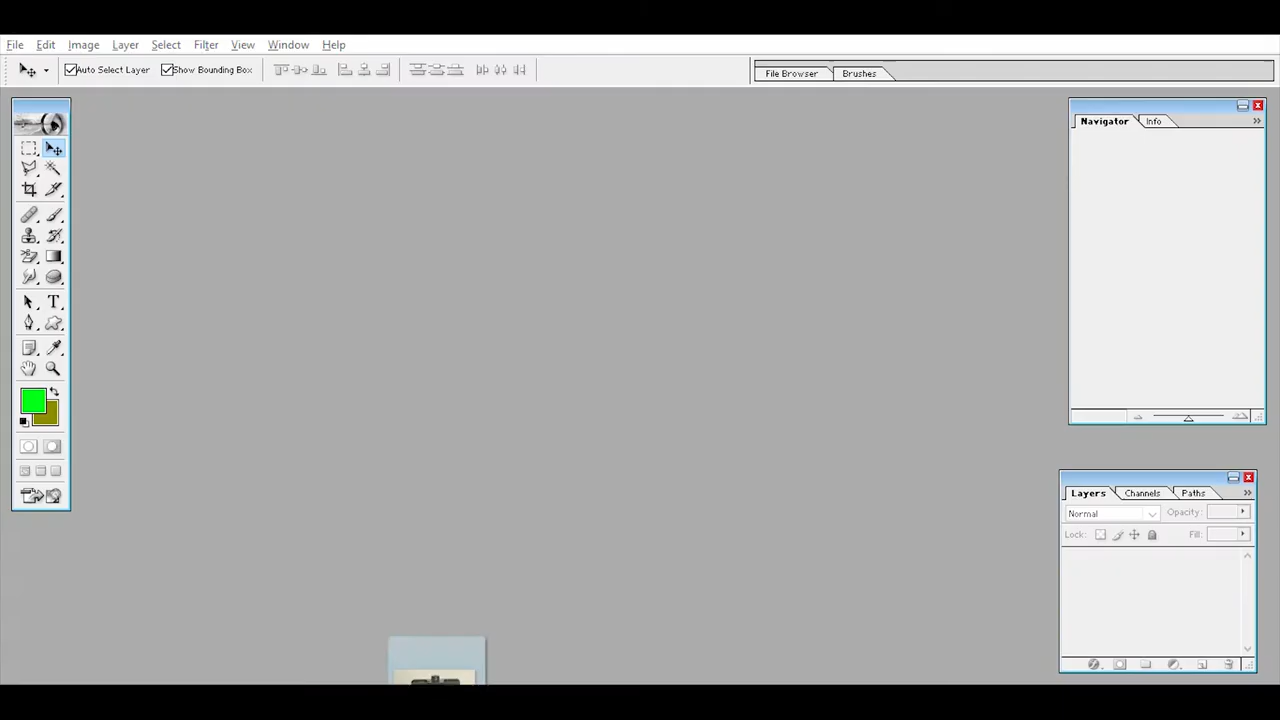 File Edit Image Layer Select Filter View Window Help
Auto Select Layer Show Bounding Box File Browser Brushes
Navigator Info
T
Layers Channels Paths
Normal Opacity:
Lock: Fill: